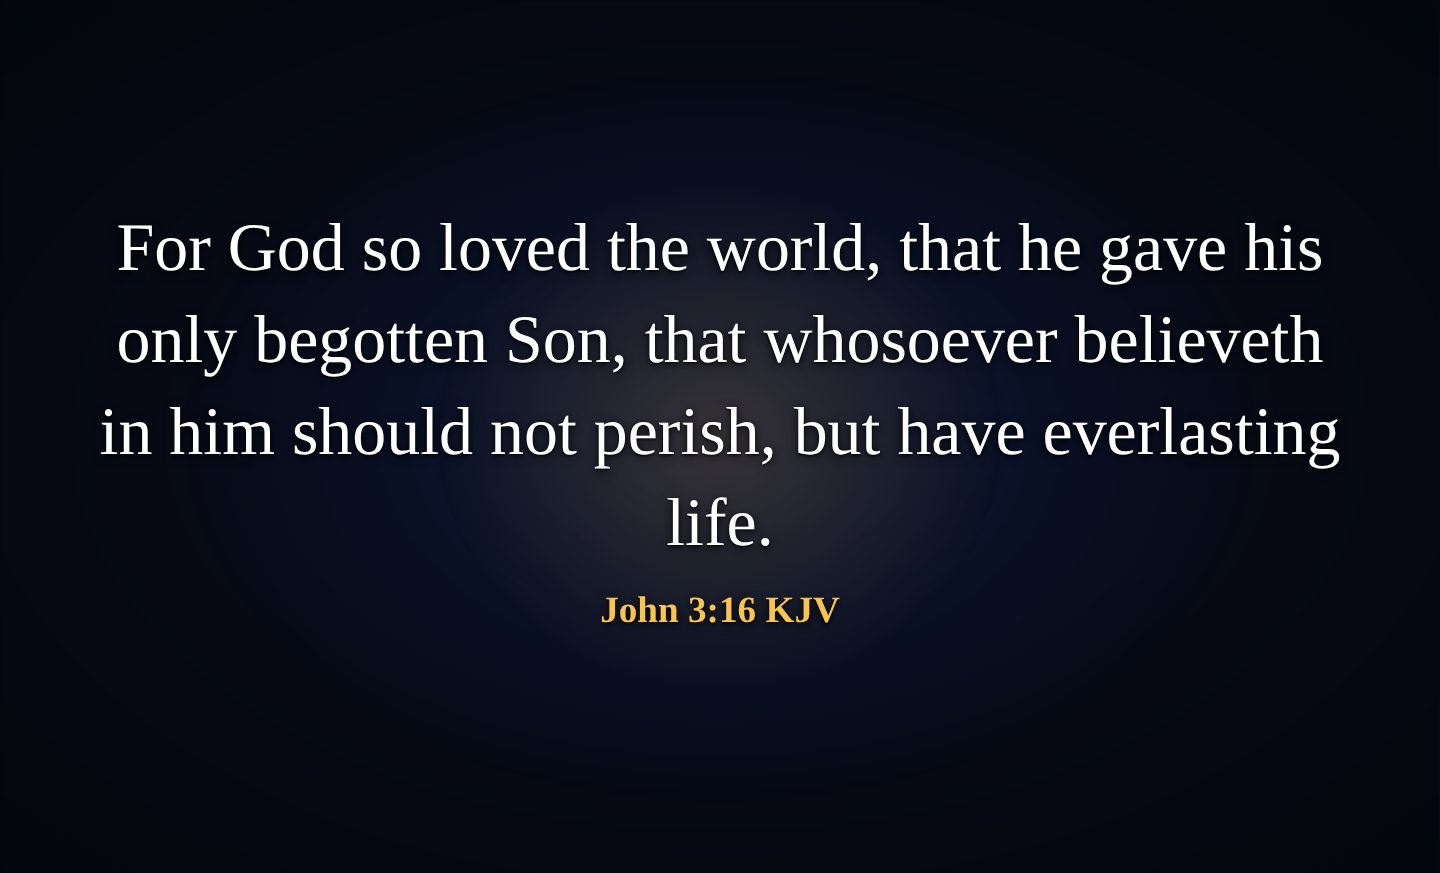 For God so loved the world, that he gave his
only begotten Son, that whosoever believeth
in him should not perish, but have everlasting
life.
John 3:16 KJV